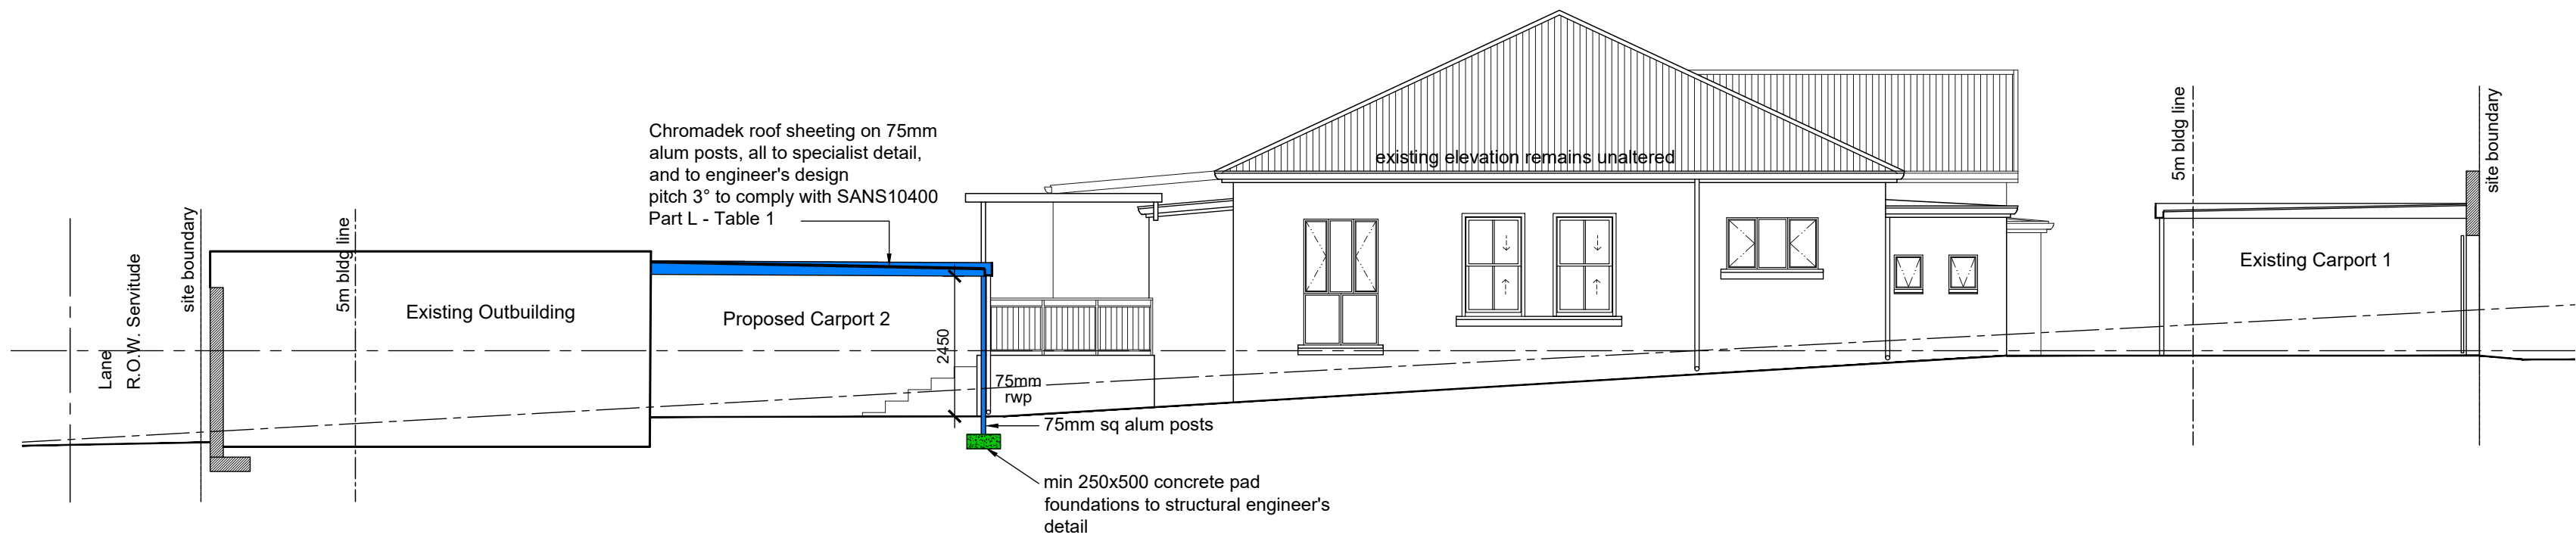 Chromadek roof sheeting on 75mm
alum posts, all to specialist detail,
and to engineer's design
pitch 3° to comply with SANS10400
Part L - Table 1
existing elevation remains unaltered
5m bldg line
site boundary
site boundary
5m bldg line
Lane
R.O.W. Servitude
Existing Outbuilding
Proposed Carport 2
Existing Carport 1
2450
75mm
rwp
75mm sq alum posts
min 250x500 concrete pad
foundations to structural engineer's
detail